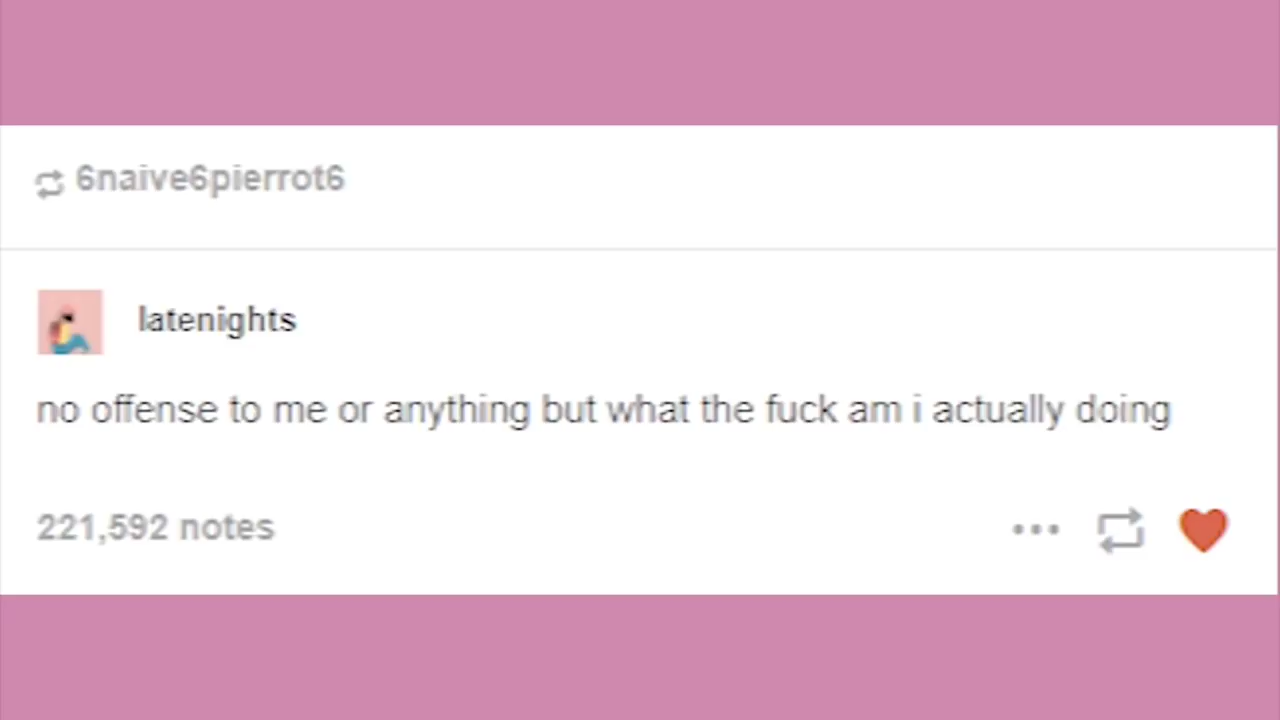 6naive6pierrot6
latenights
no offense to me or anything but what the fuck am i actually doing
221,592 notes